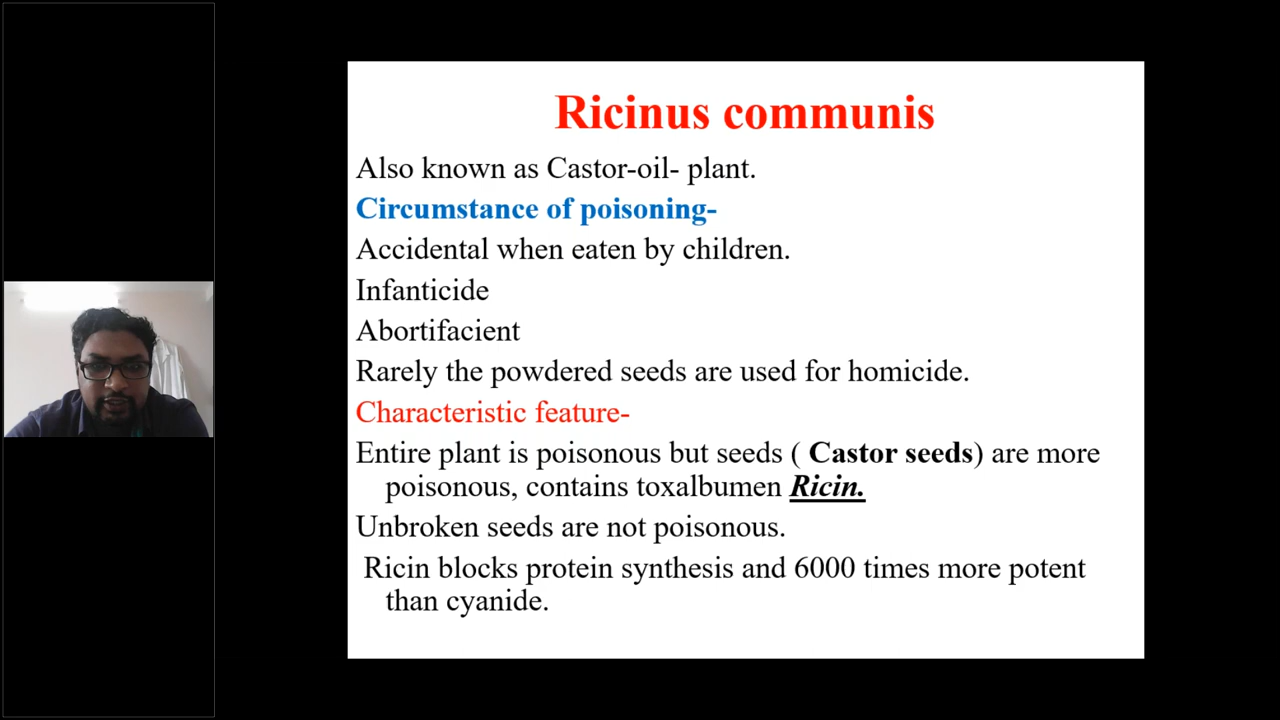 Ricinus communis
Also known as Castor-oil- plant.
Circumstance of poisoning-
Accidental when eaten by children.
Infanticide
Abortifacient
Rarely the powdered seeds are used for homicide.
Characteristic feature-
Entire plant is poisonous but seeds ( Castor seeds) are more
poisonous, contains toxalbumen Ricin.
Unbroken seeds are not poisonous.
Ricin blocks protein synthesis and 6000 times more potent
than cyanide.